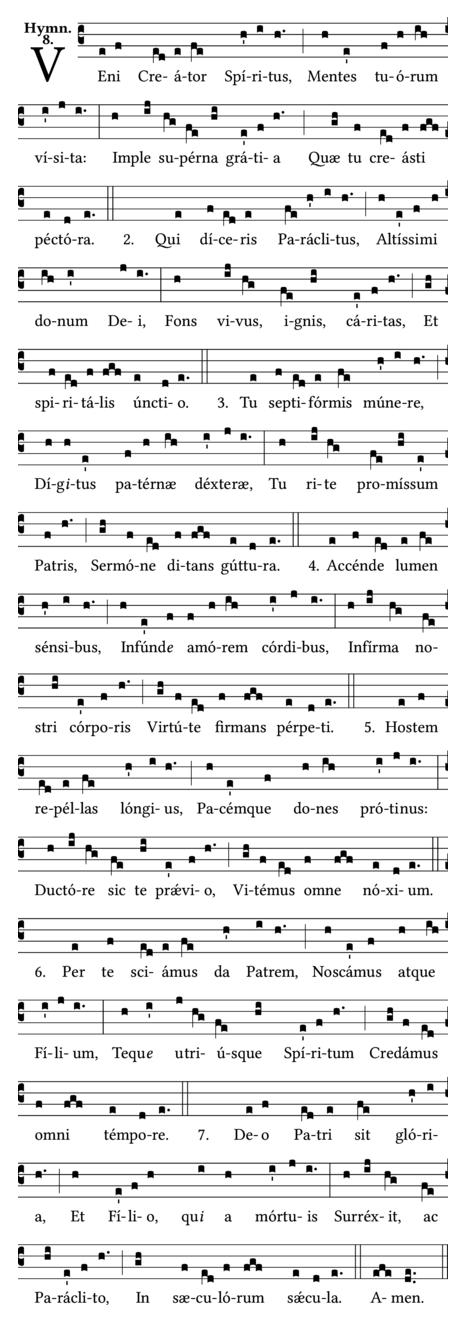 Hymn.
8.
VEni Cre- á-tor Spí-ri-tus, Mentes tu-ó-rum
ví-si-ta: Imple su-pérna grá-ti- a Quæ tu cre- ásti
péctó-ra. 2. Qui dí-ce-ris Pa-rácli-tus, Altíssimi
do-num De- i, Fons vi-vus, i-gnis, cá-ri-tas, Et
spi-ri-tá-lis úncti-o. 3. Tu septi-fórmis múne-re,
Dí-gi-tus pa-térnæ déxteræ, Tu ri-te pro-míssum
Patris, Sermó-ne di-tans gúttu-ra. 4. Accénde lumen
sénsi-bus, Infúnde amó-rem córdi-bus, Infírma no-
stri córpo-ris Virtú-te firmans pérpe-ti. 5. Hostem
re-pél-las lóngi- us, Pa-cémque do-nes pró-tinus:
Ductó-re sic te prǽvi-o, Vi-témus omne nó-xi- um.
6. Per te sci- ámus da Patrem, Noscámus atque
Fí-li- um, Teque utri- ú-sque Spí-ri-tum Credámus
omni témpo-re. 7. De- o Pa-tri sit gló-ri-
a, Et Fí-li- o, qui a mórtu- is Surréx-it, ac
Pa-rácli-to, In sæ-cu-ló-rum sǽcu-la. A- men.